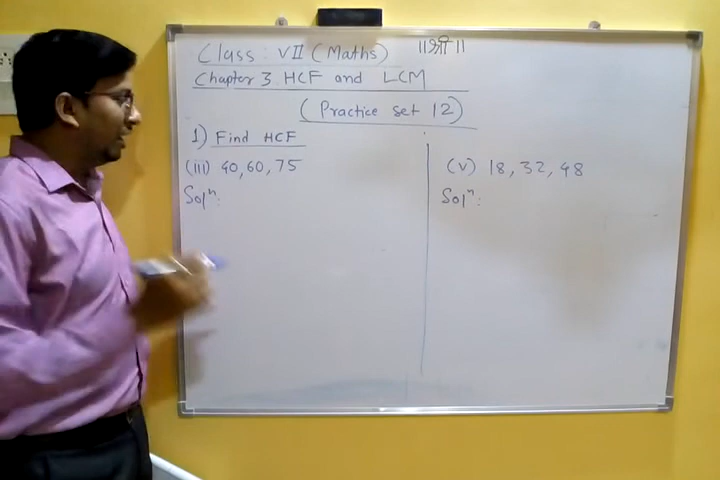 Class : VII (Maths) ॥श्री॥
Chapter 3 HCF and LCM
(Practice set 12)
1) Find HCF
(iii) 40, 60, 75
Solⁿ:
(v) 18, 32, 48
Solⁿ: